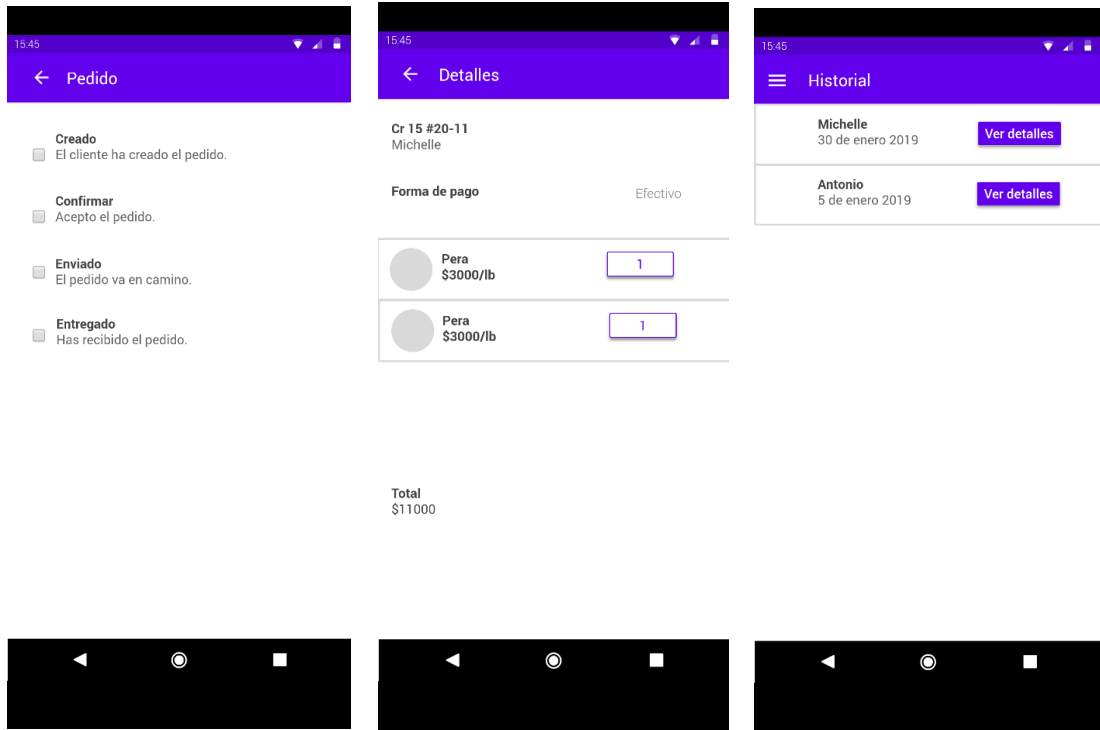 15:45
Pedido
Creado
El cliente ha creado el pedido.
Confirmar
Acepto el pedido.
Enviado
El pedido va en camino.
Entregado
Has recibido el pedido.
15:45
Detalles
Cr 15 #20-11
Michelle
Forma de pago Efectivo
Pera
$3000/lb
1
Pera
$3000/lb
1
Total
$11000
15:45
Historial
Michelle
30 de enero 2019
Ver detalles
Antonio
5 de enero 2019
Ver detalles